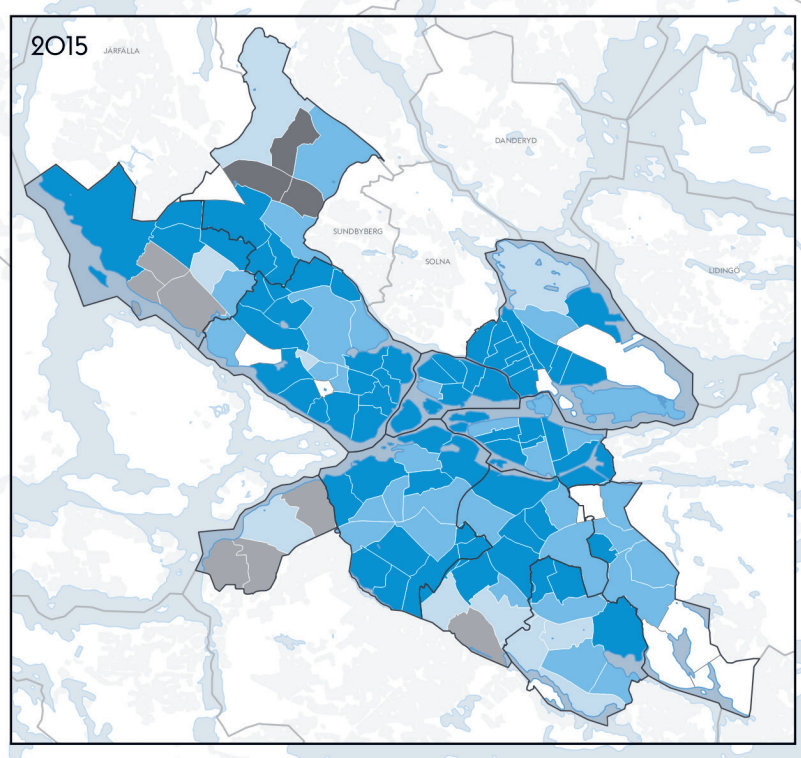 2015
JÄRFÄLLA
DANDERYD
SUNDBYBERG
SOLNA
LIDINGÖ